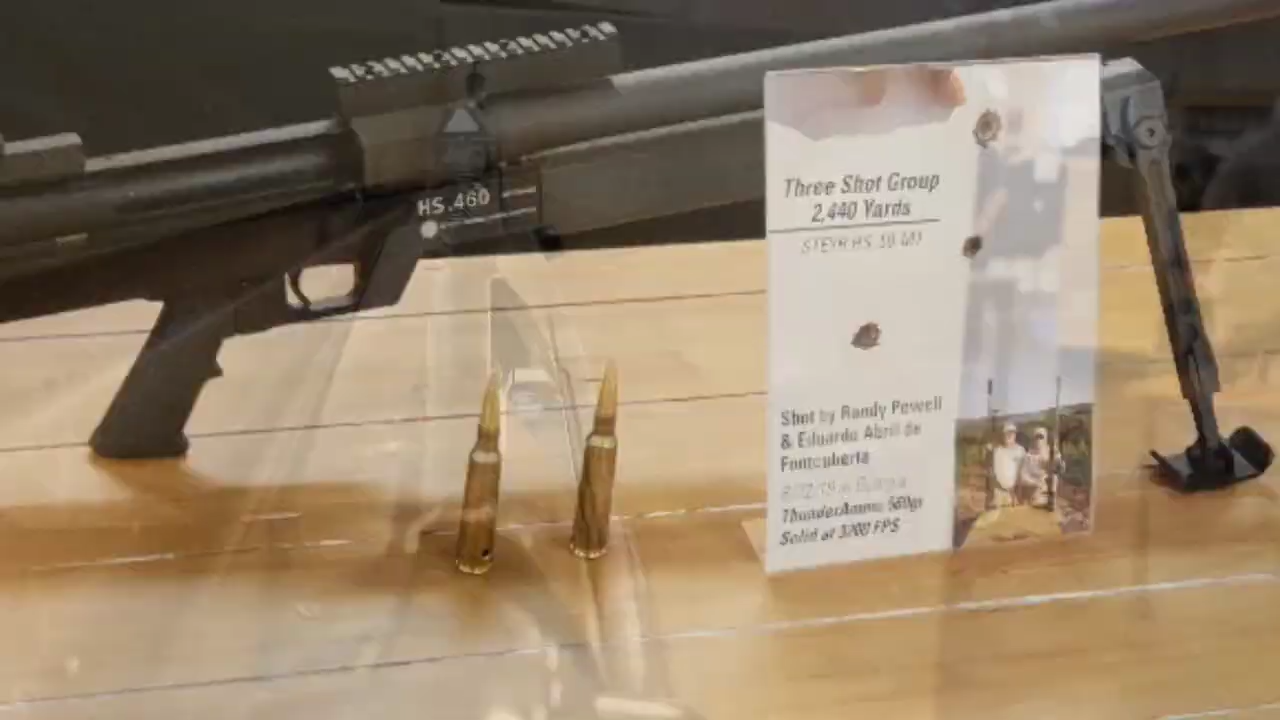 HS.460
Three Shot Group
2,440 Yards
STEYR HS .50 M1
Shot by Randy Powell
& Eduardo Abril de
Fontcuberta
ThunderAmmo 560gr
Solid at 3200 FPS